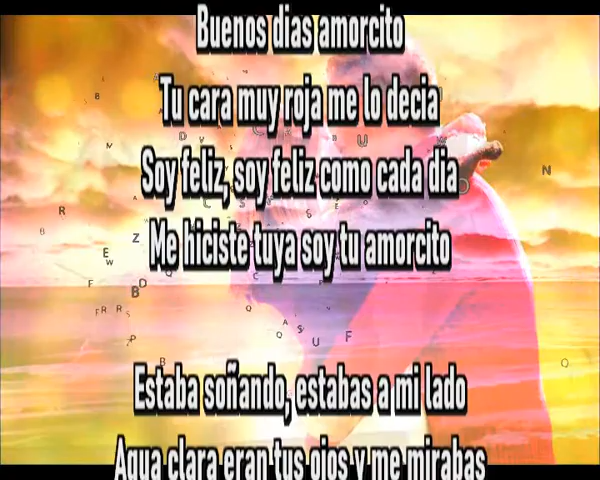 Buenos dias amorcito
Tu cara muy roja me lo decia
Soy feliz, soy feliz como cada dia
Me hiciste tuya soy tu amorcito
Estaba soñando, estabas a mi lado
Agua clara eran tus ojos y me mirabas